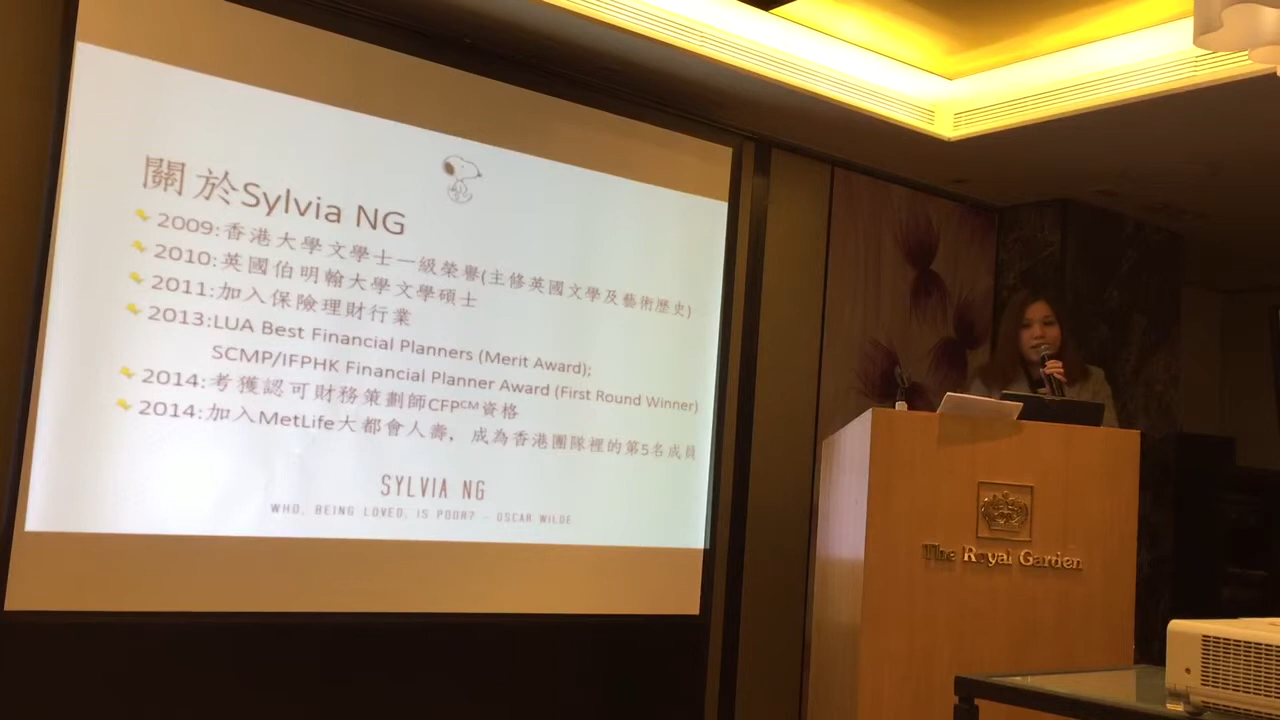 關於Sylvia NG
2009:香港大學文學士一級榮譽(主修英國文學及藝術歷史)
2010:英國伯明翰大學文學碩士
2011:加入保險理財行業
2013:LUA Best Financial Planners (Merit Award);
SCMP/IFPHK Financial Planner Award (First Round Winner)
2014:考獲認可財務策劃師CFPᶜᴹ資格
2014:加入MetLife大都會人壽，成為香港團隊裡的第5名成員
SYLVIA NG
WHO, BEING LOVED, IS POOR? – OSCAR WILDE
The Royal Garden